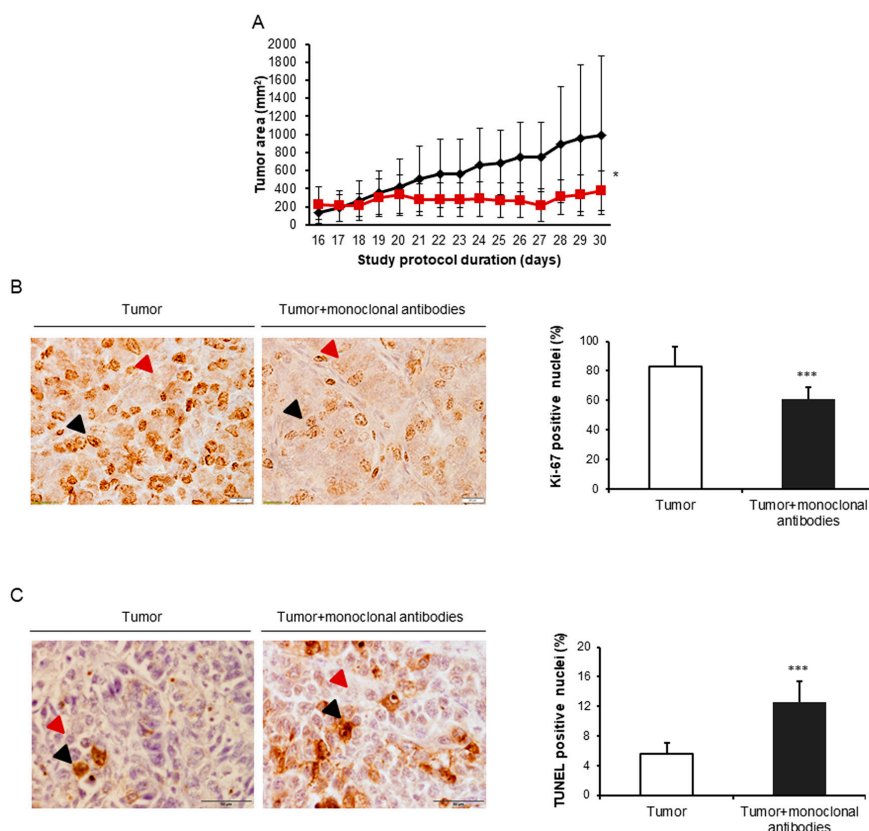 A
Tumor area (mm²)
2000
1800
1600
1400
1200
1000
800
600
400
200
0
*
16 17 18 19 20 21 22 23 24 25 26 27 28 29 30
Study protocol duration (days)
B
Tumor
Tumor+monoclonal antibodies
Ki-67 positive nuclei (%)
100
80
60
40
20
0
***
Tumor
Tumor+monoclonal
antibodies
C
Tumor
Tumor+monoclonal antibodies
TUNEL positive nuclei (%)
20
16
12
8
4
0
***
Tumor
Tumor+monoclonal
antibodies